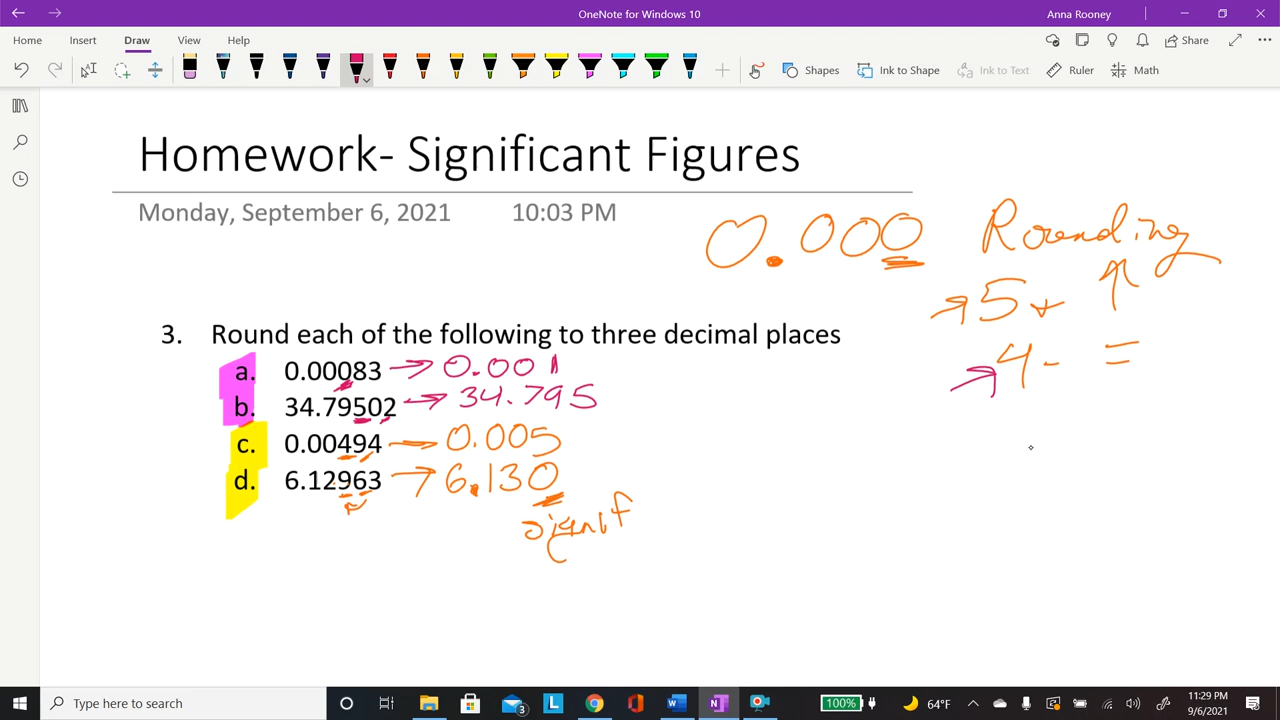 OneNote for Windows 10
Anna Rooney
Home Insert Draw View Help
Share
Shapes Ink to Shape Ink to Text Ruler Math
Homework- Significant Figures
Monday, September 6, 2021 10:03 PM
0.000 Rounding
5+ ↑
4- =
3. Round each of the following to three decimal places
a. 0.00083 → 0.001
b. 34.79502 → 34.795
c. 0.00494 → 0.005
d. 6.12963 → 6.130
signif
Type here to search
3
100%
64°F
11:29 PM
9/6/2021